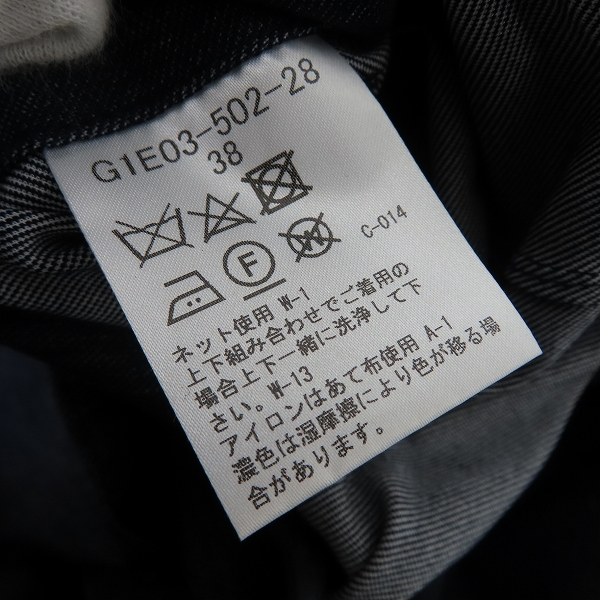 G1E03-502-28
38
F
W
C-014
ネット使用 W-1
上下組み合わせでご着用の
場合上下一緒に洗浄して下
さい。W-13
アイロンはあて布使用 A-1
濃色は湿摩擦により色が移る場
合があります。